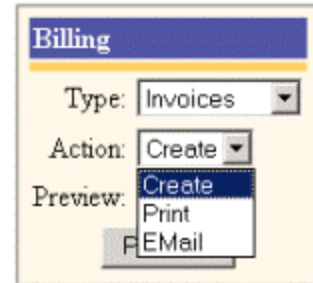 Billing
Type: Invoices
Action: Create
Create
Preview:
Print
EMail